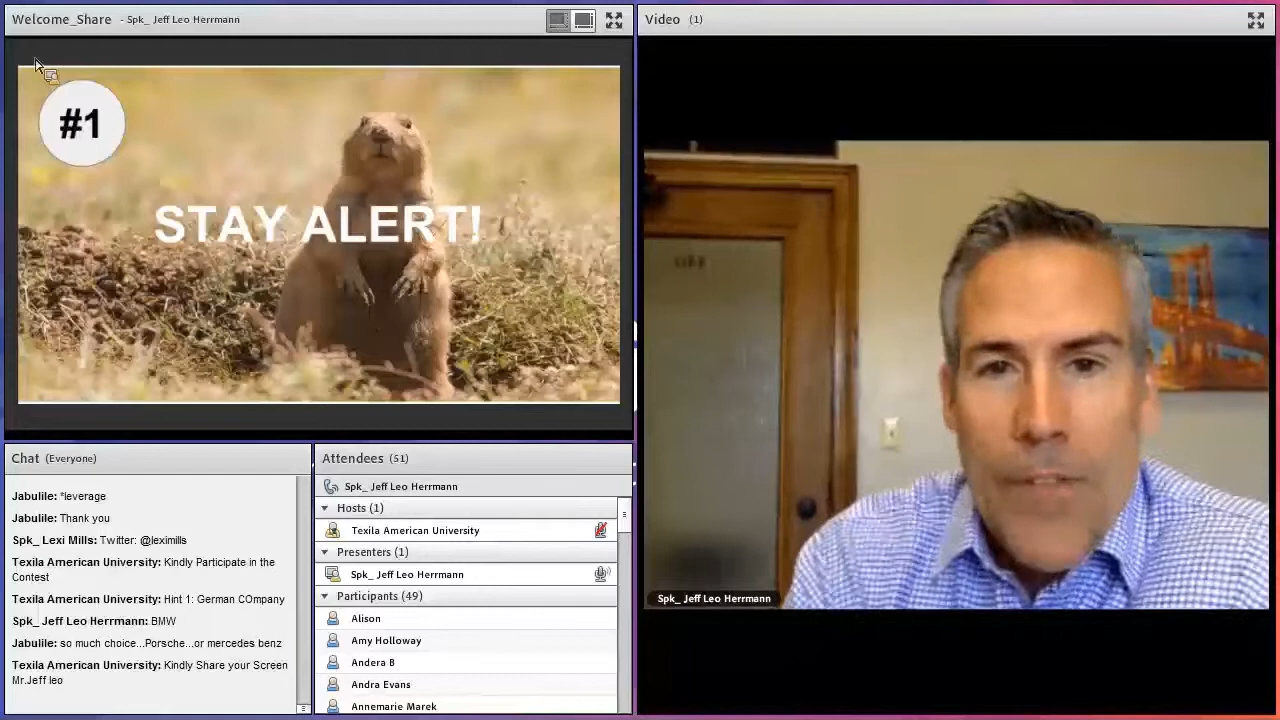 Welcome_Share - Spk_ Jeff Leo Herrmann
#1
STAY ALERT!
Chat (Everyone)
Jabulile: *leverage
Jabulile: Thank you
Spk_ Lexi Mills: Twitter: @leximills
Texila American University: Kindly Participate in the
Contest
Texila American University: Hint 1: German COmpany
Spk_ Jeff Leo Herrmann: BMW
Jabulile: so much choice...Porsche...or mercedes benz
Texila American University: Kindly Share your Screen
Mr.Jeff leo
Attendees (51)
Spk_ Jeff Leo Herrmann
Hosts (1)
Texila American University
Presenters (1)
Spk_ Jeff Leo Herrmann
Participants (49)
Alison
Amy Holloway
Andera B
Andra Evans
Annemarie Marek
Video (1)
Spk_ Jeff Leo Herrmann